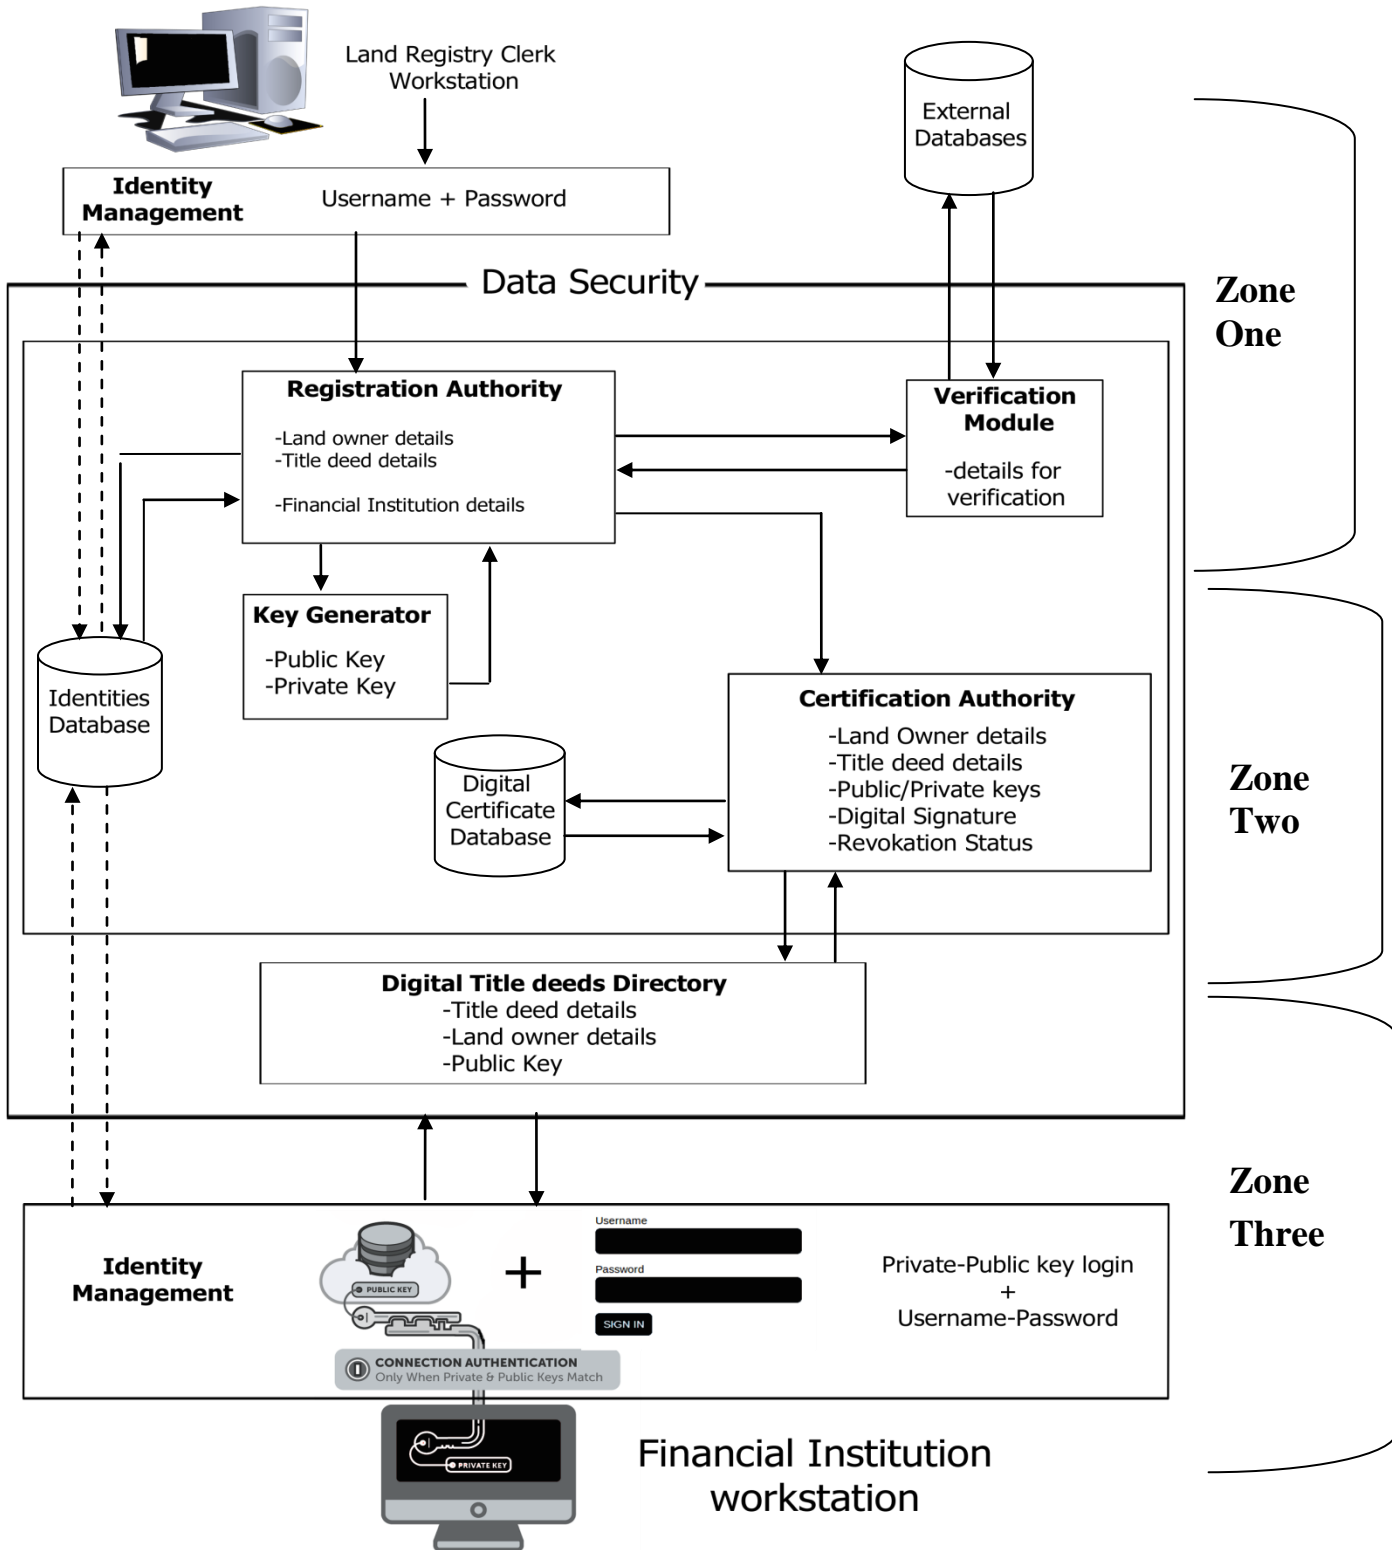 Land Registry Clerk
Workstation
External
Databases
Identity
Management
Username + Password
Data Security
Zone
One
Registration Authority
-Land owner details
-Title deed details
-Financial Institution details
Verification
Module
-details for
verification
Key Generator
-Public Key
-Private Key
Identities
Database
Certification Authority
-Land Owner details
-Title deed details
-Public/Private keys
-Digital Signature
-Revokation Status
Digital
Certificate
Database
Zone
Two
Digital Title deeds Directory
-Title deed details
-Land owner details
-Public Key
Zone
Three
Identity
Management
PUBLIC KEY
+
Username
Password
SIGN IN
Private-Public key login
+
Username-Password
CONNECTION AUTHENTICATION
Only When Private & Public Keys Match
PRIVATE KEY
Financial Institution
workstation